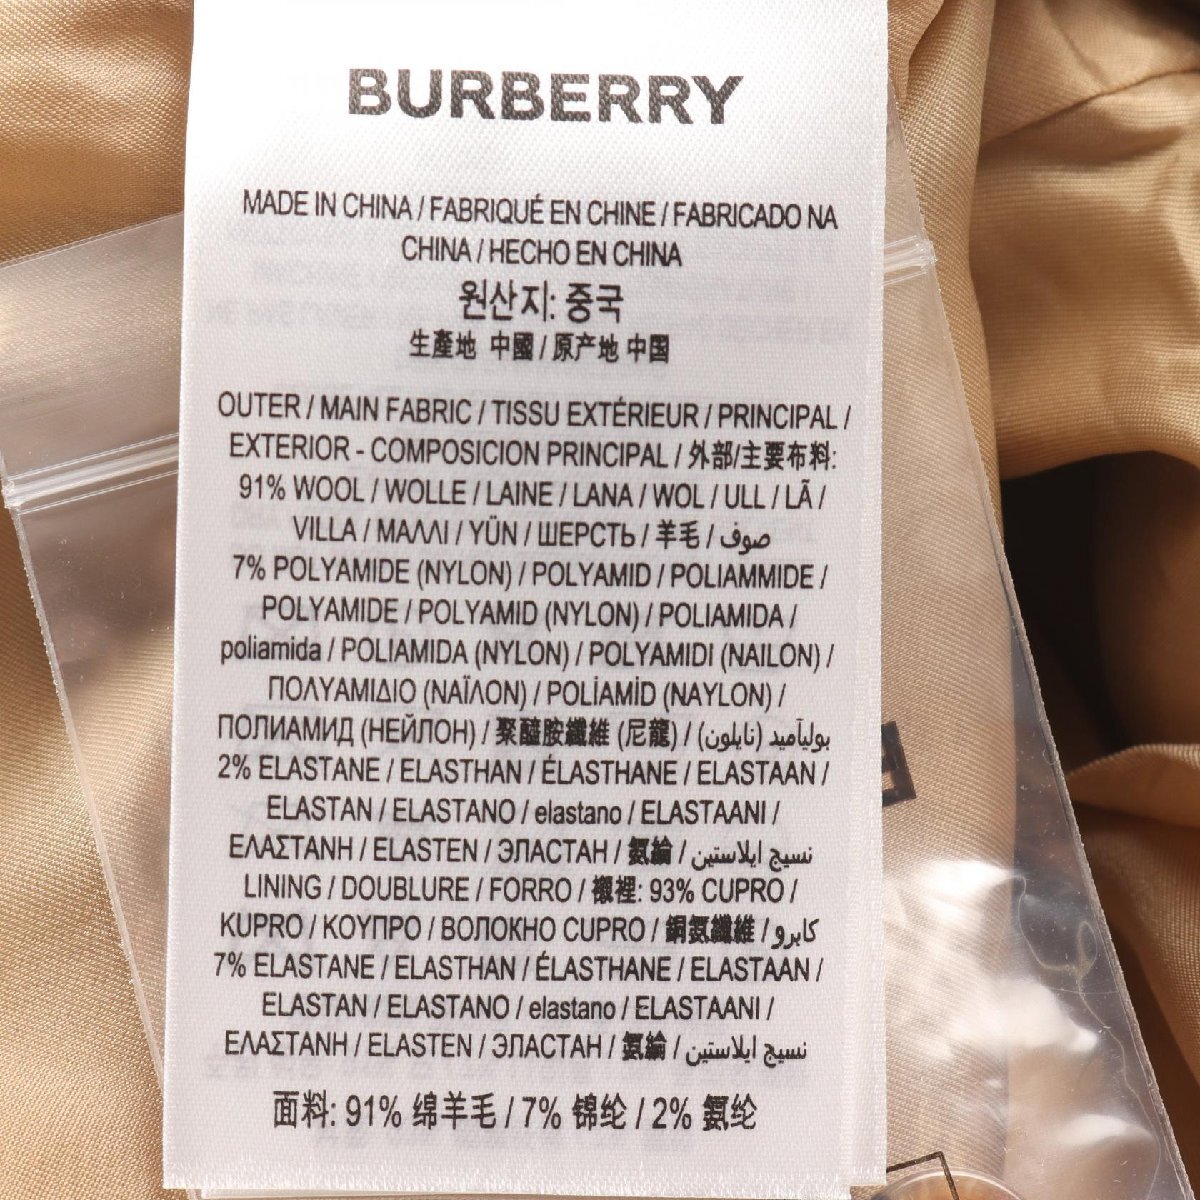 BURBERRY
MADE IN CHINA / FABRIQUÉ EN CHINE / FABRICADO NA
CHINA / HECHO EN CHINA
원산지: 중국
生產地 中國 / 原产地 中国
OUTER / MAIN FABRIC / TISSU EXTÉRIEUR / PRINCIPAL /
EXTERIOR - COMPOSICION PRINCIPAL / 外部/主要布料:
91% WOOL / WOLLE / LAINE / LANA / WOL / ULL / LÃ /
VILLA / ΜΑΛΛΙ / YÜN / ШЕРСТЬ / 羊毛 / صوف
7% POLYAMIDE (NYLON) / POLYAMID / POLIAMMIDE /
POLYAMIDE / POLYAMID (NYLON) / POLIAMIDA /
poliamida / POLIAMIDA (NYLON) / POLYAMIDI (NAILON) /
ΠΟΛΥΑΜΙΔΙΟ (ΝΑΪΛΟΝ) / POLİAMİD (NAYLON) /
ПОЛИАМИД (НЕЙЛОН) / 聚醯胺纖維 (尼龍) / بولیآمید (نایلون)
2% ELASTANE / ELASTHAN / ÉLASTHANE / ELASTAAN /
ELASTAN / ELASTANO / elastano / ELASTAANI /
ΕΛΑΣΤΑΝΗ / ELASTEN / ЭЛАСТАН / 氨綸 / نسيج ايلاستين
LINING / DOUBLURE / FORRO / 襯裡: 93% CUPRO /
KUPRO / ΚΟΥΠΡΟ / ВОЛОКНО CUPRO / 銅氨纖維 / كابرو
7% ELASTANE / ELASTHAN / ÉLASTHANE / ELASTAAN /
ELASTAN / ELASTANO / elastano / ELASTAANI /
ΕΛΑΣΤΑΝΗ / ELASTEN / ЭЛАСТАН / 氨綸 / نسيج ايلاستين
面料: 91% 绵羊毛 / 7% 锦纶 / 2% 氨纶